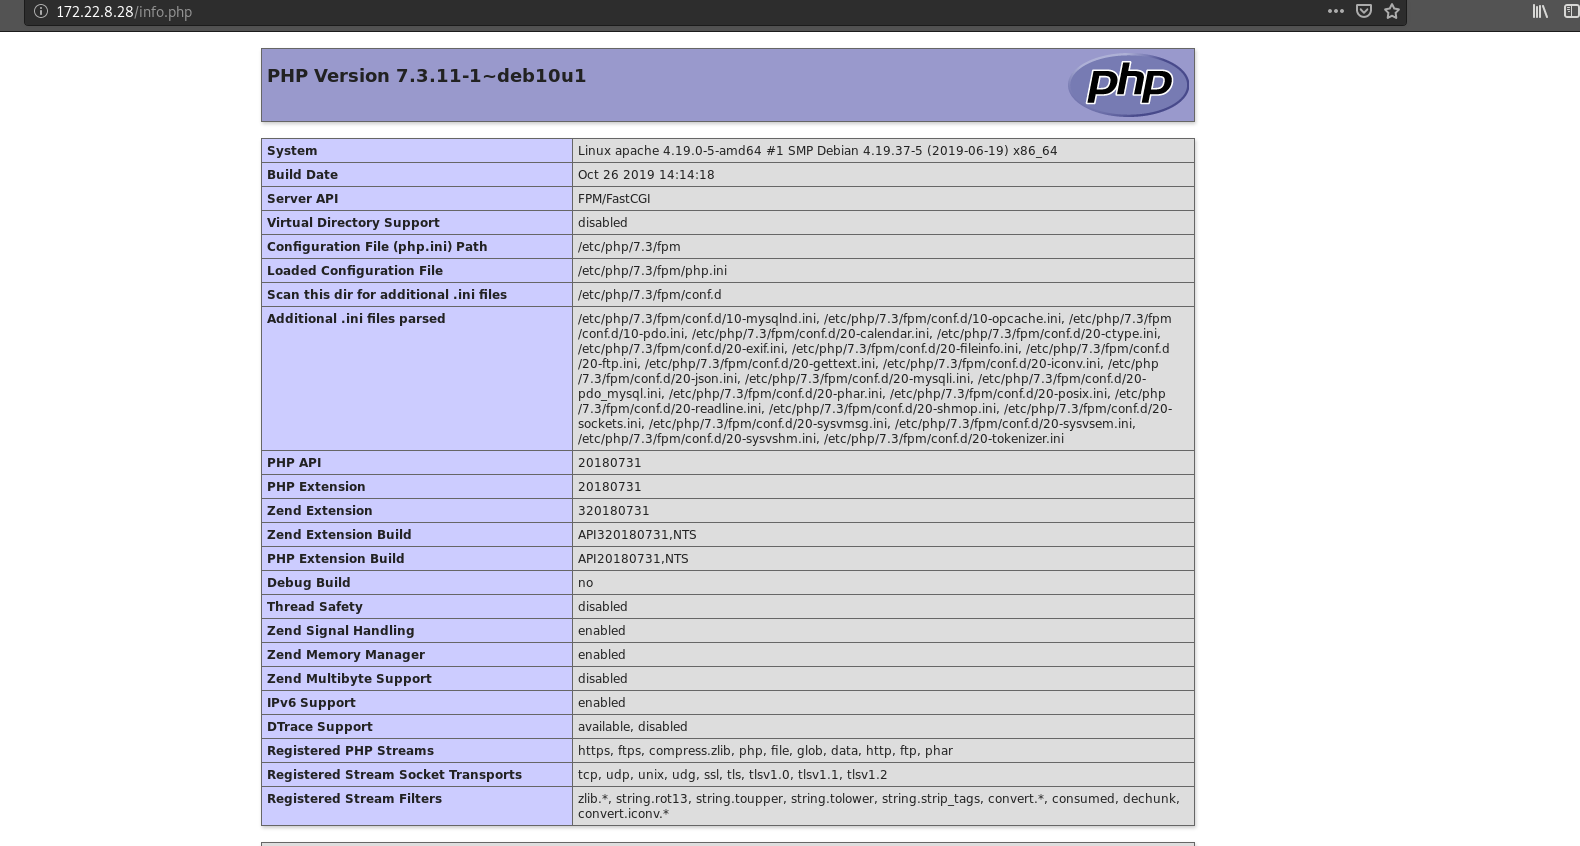 172.22.8.28/info.php
PHP Version 7.3.11-1~deb10u1
php
System Linux apache 4.19.0-5-amd64 #1 SMP Debian 4.19.37-5 (2019-06-19) x86_64
Build Date Oct 26 2019 14:14:18
Server API FPM/FastCGI
Virtual Directory Support disabled
Configuration File (php.ini) Path /etc/php/7.3/fpm
Loaded Configuration File /etc/php/7.3/fpm/php.ini
Scan this dir for additional .ini files /etc/php/7.3/fpm/conf.d
Additional .ini files parsed /etc/php/7.3/fpm/conf.d/10-mysqlnd.ini, /etc/php/7.3/fpm/conf.d/10-opcache.ini, /etc/php/7.3/fpm
/conf.d/10-pdo.ini, /etc/php/7.3/fpm/conf.d/20-calendar.ini, /etc/php/7.3/fpm/conf.d/20-ctype.ini,
/etc/php/7.3/fpm/conf.d/20-exif.ini, /etc/php/7.3/fpm/conf.d/20-fileinfo.ini, /etc/php/7.3/fpm/conf.d
/20-ftp.ini, /etc/php/7.3/fpm/conf.d/20-gettext.ini, /etc/php/7.3/fpm/conf.d/20-iconv.ini, /etc/php
/7.3/fpm/conf.d/20-json.ini, /etc/php/7.3/fpm/conf.d/20-mysqli.ini, /etc/php/7.3/fpm/conf.d/20-
pdo_mysql.ini, /etc/php/7.3/fpm/conf.d/20-phar.ini, /etc/php/7.3/fpm/conf.d/20-posix.ini, /etc/php
/7.3/fpm/conf.d/20-readline.ini, /etc/php/7.3/fpm/conf.d/20-shmop.ini, /etc/php/7.3/fpm/conf.d/20-
sockets.ini, /etc/php/7.3/fpm/conf.d/20-sysvmsg.ini, /etc/php/7.3/fpm/conf.d/20-sysvsem.ini,
/etc/php/7.3/fpm/conf.d/20-sysvshm.ini, /etc/php/7.3/fpm/conf.d/20-tokenizer.ini
PHP API 20180731
PHP Extension 20180731
Zend Extension 320180731
Zend Extension Build API320180731,NTS
PHP Extension Build API20180731,NTS
Debug Build no
Thread Safety disabled
Zend Signal Handling enabled
Zend Memory Manager enabled
Zend Multibyte Support disabled
IPv6 Support enabled
DTrace Support available, disabled
Registered PHP Streams https, ftps, compress.zlib, php, file, glob, data, http, ftp, phar
Registered Stream Socket Transports tcp, udp, unix, udg, ssl, tls, tlsv1.0, tlsv1.1, tlsv1.2
Registered Stream Filters zlib.*, string.rot13, string.toupper, string.tolower, string.strip_tags, convert.*, consumed, dechunk,
convert.iconv.*